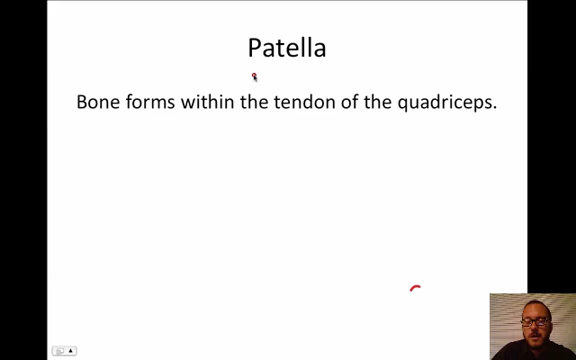 Patella
Bone forms within the tendon of the quadriceps.